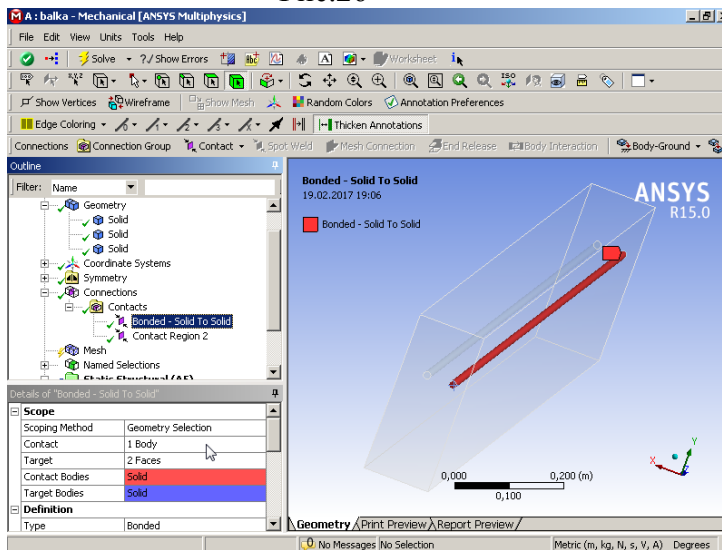 A : balka - Mechanical [ANSYS Multiphysics]
File Edit View Units Tools Help
Solve ?/ Show Errors Worksheet
Show Vertices Wireframe Show Mesh Random Colors Annotation Preferences
Edge Coloring Thicken Annotations
Connections Connection Group Contact Spot Weld Mesh Connection End Release Body Interaction Body-Ground
Outline
Filter: Name
Geometry
Solid
Solid
Solid
Coordinate Systems
Symmetry
Connections
Contacts
Bonded - Solid To Solid
Contact Region 2
Mesh
Named Selections
Static Structural (A5)
Details of "Bonded - Solid To Solid"
Scope
Scoping Method Geometry Selection
Contact 1 Body
Target 2 Faces
Contact Bodies Solid
Target Bodies Solid
Definition
Type Bonded
Bonded - Solid To Solid
19.02.2017 19:06
Bonded - Solid To Solid
ANSYS
R15.0
0,000 0,200 (m)
0,100
Y
X
Z
Geometry Print Preview Report Preview
No Messages No Selection Metric (m, kg, N, s, V, A) Degrees